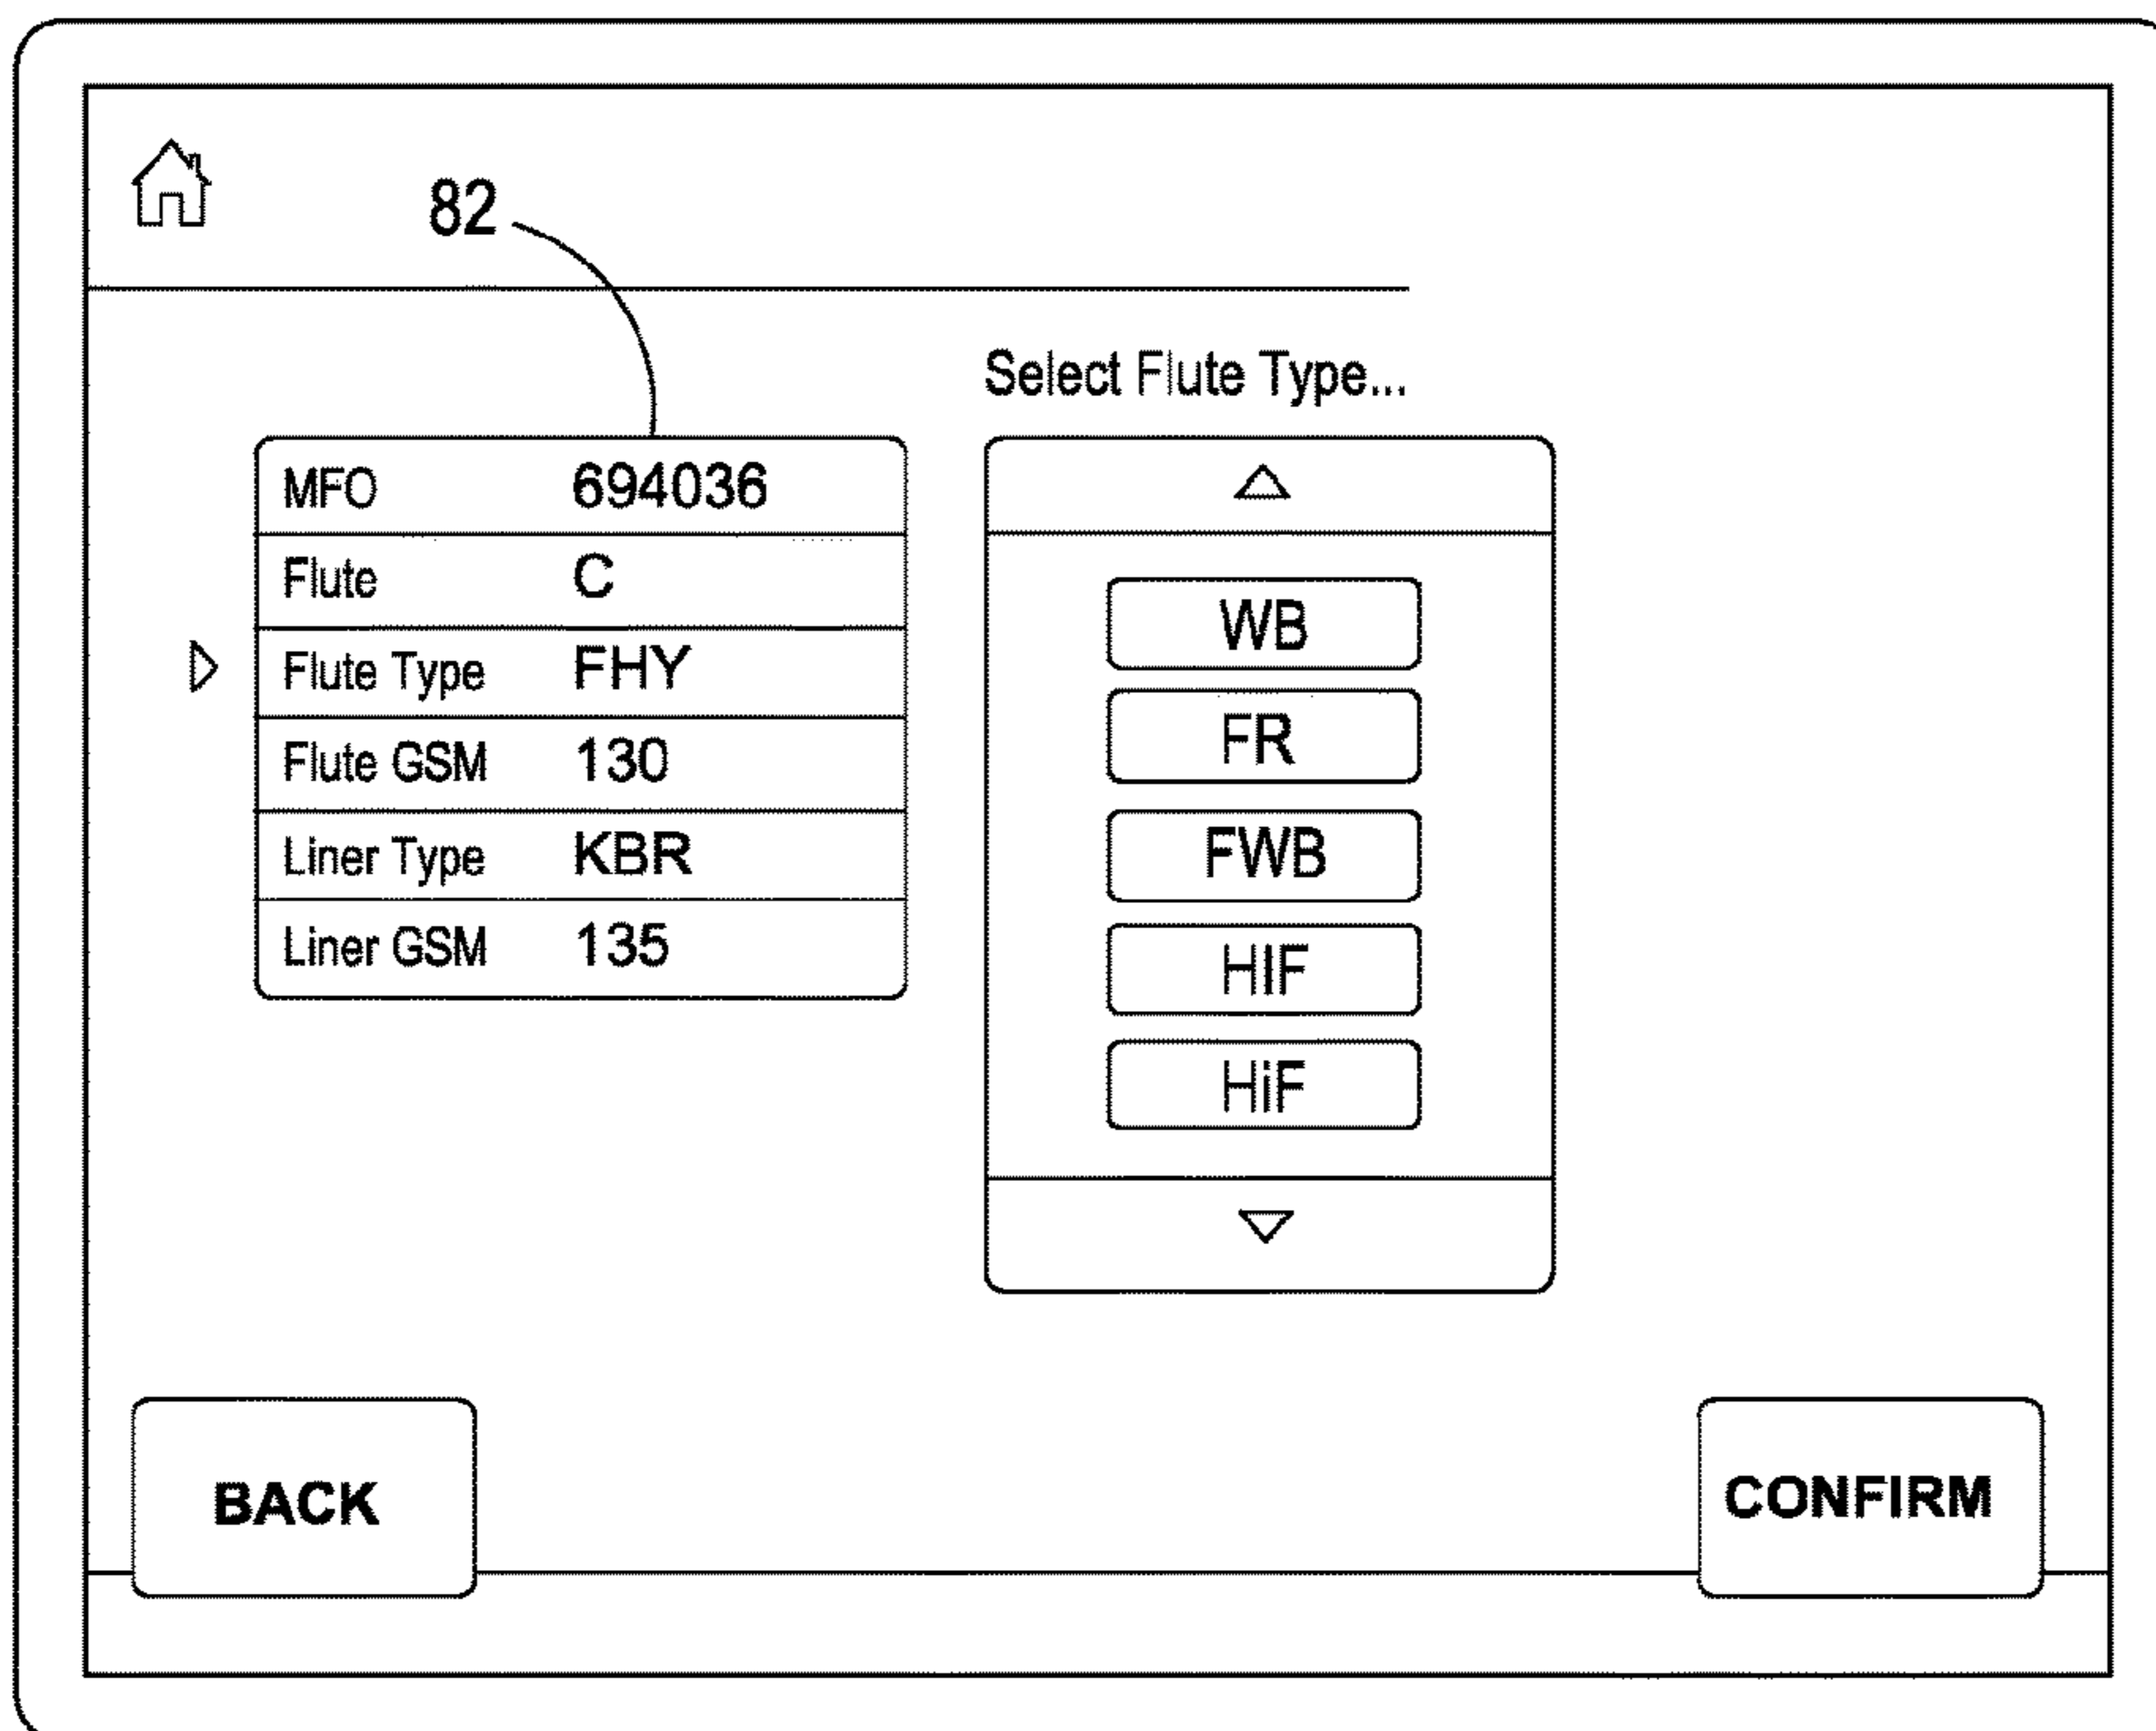 82
Select Flute Type...
MFO 694036
Flute C
Flute Type FHY
Flute GSM 130
Liner Type KBR
Liner GSM 135
WB
FR
FWB
HIF
HiF
BACK
CONFIRM